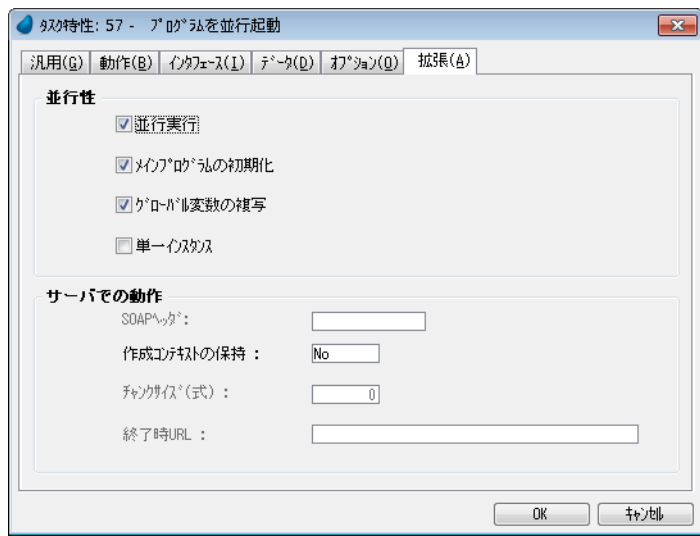 ﾀｽｸ特性: 57 - ﾌﾟﾛｸﾞﾗﾑを並行起動
汎用(G) 動作(B) ｲﾝﾀﾌｪｰｽ(I) ﾃﾞｰﾀ(D) ｵﾌﾟｼｮﾝ(O) 拡張(A)
並行性
並行実行
ﾒｲﾝﾌﾟﾛｸﾞﾗﾑの初期化
ｸﾞﾛｰﾊﾞﾙ変数の複写
単一ｲﾝｽﾀﾝｽ
サーバでの動作
SOAPﾍｯﾀﾞ:
作成ｺﾝﾃｷｽﾄの保持 : No
ﾁｬﾝｸｻｲｽﾞ(式) : 0
終了時URL :
OK ｷｬﾝｾﾙ